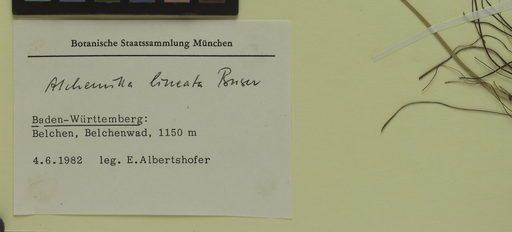 Botanische Staatssammlung München
Alchemilla lineata Buser
Baden-Württemberg:
Belchen, Belchenwad, 1150 m
4.6.1982 leg. E.Albertshofer